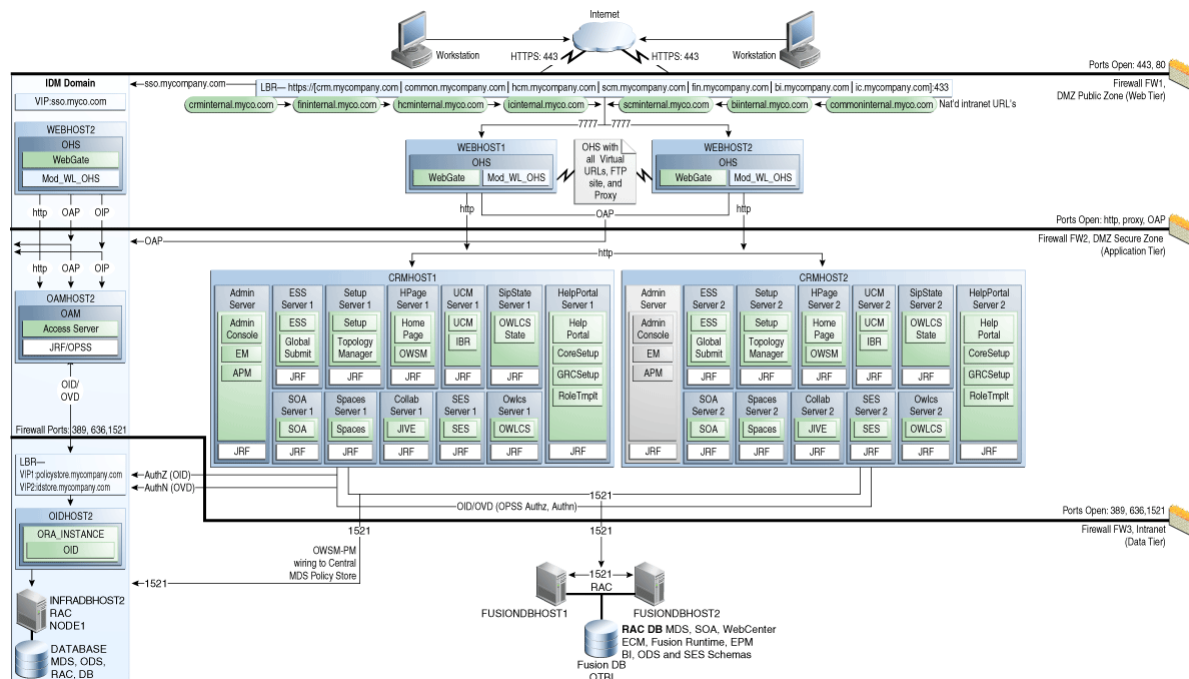 Internet
Workstation
HTTPS: 443
HTTPS: 443
Workstation
Ports Open: 443, 80
Firewall FW1,
DMZ Public Zone (Web Tier)
IDM Domain
sso.mycompany.com
LBR— https://[crm.mycompany | common.mycompany | hcm.mycompany | scm.mycompany | fin.mycompany | bi.mycompany | ic.mycompany]:433
VIP:sso.myco.com
crminternal.myco.com
fininternal.myco.com
hcminternal.myco.com
icinternal.myco.com
scminternal.myco.com
biinternal.myco.com
commoninternal.myco.com
Nat'd intranet URL's
7777
7777
WEBHOST2
OHS
WebGate
Mod_WL_OHS
WEBHOST1
OHS
WebGate
Mod_WL_OHS
OHS with
all Virtual
URLs, FTP
site, and
Proxy
WEBHOST2
OHS
WebGate
Mod_WL_OHS
http
OAP
OIP
http
OAP
http
Ports Open: http, proxy, OAP
Firewall FW2, DMZ Secure Zone
(Application Tier)
OAP
http
http
OAP
OIP
OAMHOST2
OAM
Access Server
JRF/OPSS
OID/
OVD
CRMHOST1
Admin
Server
Admin
Console
EM
APM
JRF
ESS
Server 1
ESS
Global
Submit
JRF
Setup
Server 1
Setup
Topology
Manager
JRF
HPage
Server 1
Home
Page
OWSM
JRF
UCM
Server 1
UCM
IBR
JRF
SipState
Server 1
OWLCS
State
JRF
HelpPortal
Server 1
Help
Portal
CoreSetup
GRCSetup
RoleTmplt
JRF
SOA
Server 1
SOA
JRF
Spaces
Server 1
Spaces
JRF
Collab
Server 1
JIVE
JRF
SES
Server 1
SES
JRF
Owlcs
Server 1
OWLCS
JRF
CRMHOST2
Admin
Server
Admin
Console
EM
APM
JRF
ESS
Server 2
ESS
Global
Submit
JRF
Setup
Server 2
Setup
Topology
Manager
JRF
HPage
Server 2
Home
Page
OWSM
JRF
UCM
Server 2
UCM
IBR
JRF
SipState
Server 2
OWLCS
State
JRF
HelpPortal
Server 2
Help
Portal
CoreSetup
GRCSetup
RoleTmplt
JRF
SOA
Server 2
SOA
JRF
Spaces
Server 2
Spaces
JRF
Collab
Server 2
JIVE
JRF
SES
Server 2
SES
JRF
Owlcs
Server 2
OWLCS
JRF
Firewall Ports: 389, 636,1521
LBR—
VIP1:policystore.mycompany.com
VIP2:idstore.mycompany.com
AuthZ (OID)
AuthN (OVD)
1521
OID/OVD (OPSS Authz, Authn)
Ports Open: 389, 636,1521
Firewall FW3, Intranet
(Data Tier)
OIDHOST2
ORA_INSTANCE
OID
1521
1521
OWSM-PM
wiring to Central
MDS Policy Store
1521
1521
RAC
FUSIONDBHOST1
FUSIONDBHOST2
INFRADBHOST2
RAC
NODE1
DATABASE
MDS, ODS,
RAC, DB
RAC DB MDS, SOA, WebCenter
ECM, Fusion Runtime, EPM
BI, ODS and SES Schemas
Fusion DB